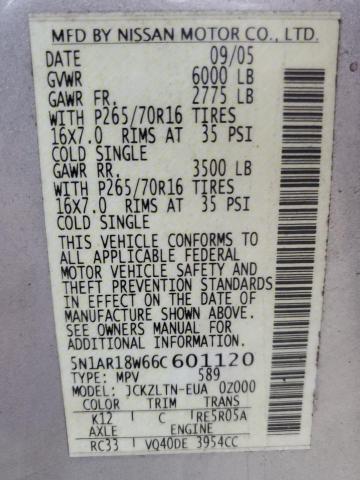 MFD BY NISSAN MOTOR CO., LTD.
DATE 09/05
GVWR 6000 LB
GAWR FR. 2775 LB
WITH P265/70R16 TIRES
16X7.0 RIMS AT 35 PSI
COLD SINGLE
GAWR RR. 3500 LB
WITH P265/70R16 TIRES
16X7.0 RIMS AT 35 PSI
COLD SINGLE
THIS VEHICLE CONFORMS TO
ALL APPLICABLE FEDERAL
MOTOR VEHICLE SAFETY AND
THEFT PREVENTION STANDARDS
IN EFFECT ON THE DATE OF
MANUFACTURE SHOWN ABOVE.
SEE OWNERS MANUAL FOR
ADDITIONAL INFORMATION.
5N1AR18W66C601120
TYPE: MPV 589
MODEL: JCKZLTN-EUA 0Z000
COLOR TRIM TRANS
K12 C RE5R05A
AXLE ENGINE
RC33 VQ40DE 3954CC